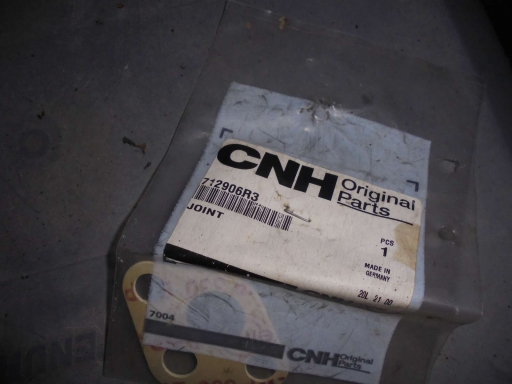 CNH Original Parts
712906R3
JOINT
PCS
1
MADE IN
GERMANY
20L 21 00
7004
CNH Original Parts